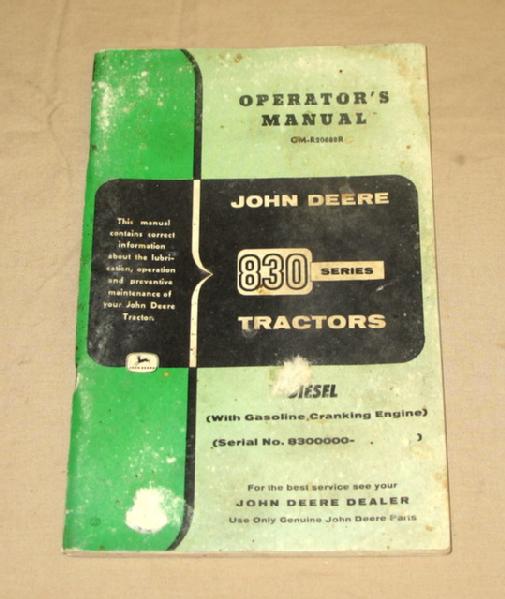 OPERATOR'S
MANUAL
OM-R20688R
JOHN DEERE
830 SERIES
TRACTORS
This manual
contains correct
information
about the lubri-
cation, operation
and preventive
maintenance of
your John Deere
Tractor.
JOHN DEERE
DIESEL
(With Gasoline Cranking Engine)
(Serial No. 8300000-          )
For the best service see your
JOHN DEERE DEALER
Use Only Genuine John Deere Parts